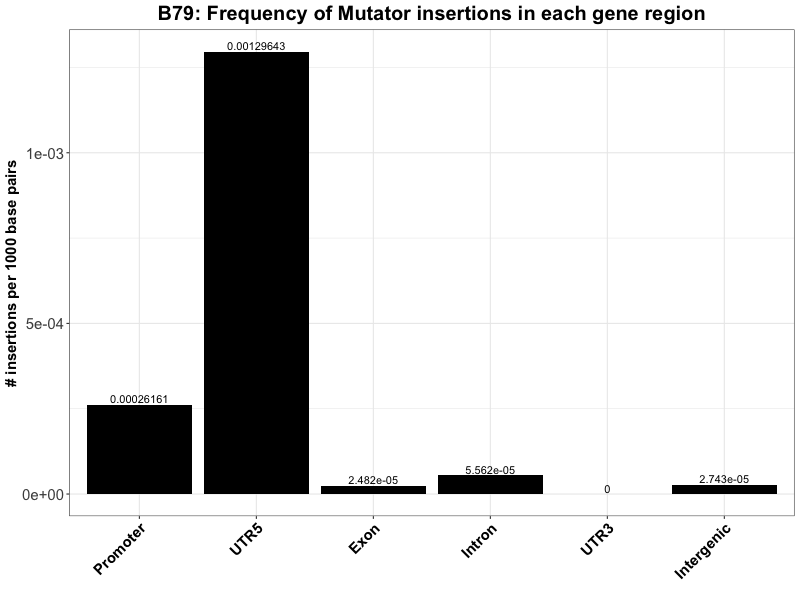 B79: Frequency of Mutator insertions in each gene region
# insertions per 1000 base pairs
1e-03
5e-04
0e+00
0.00026161
0.00129643
2.482e-05
5.562e-05
0
2.743e-05
Promoter
UTR5
Exon
Intron
UTR3
Intergenic